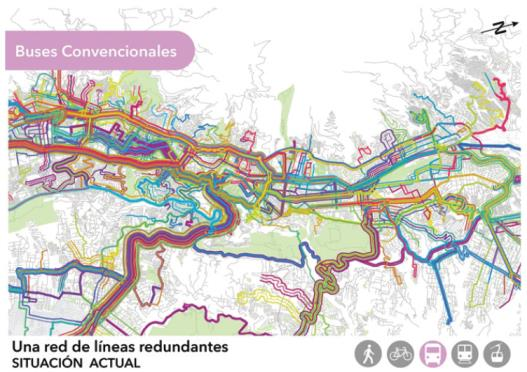 Buses Convencionales
Z
Una red de líneas redundantes
SITUACIÓN ACTUAL